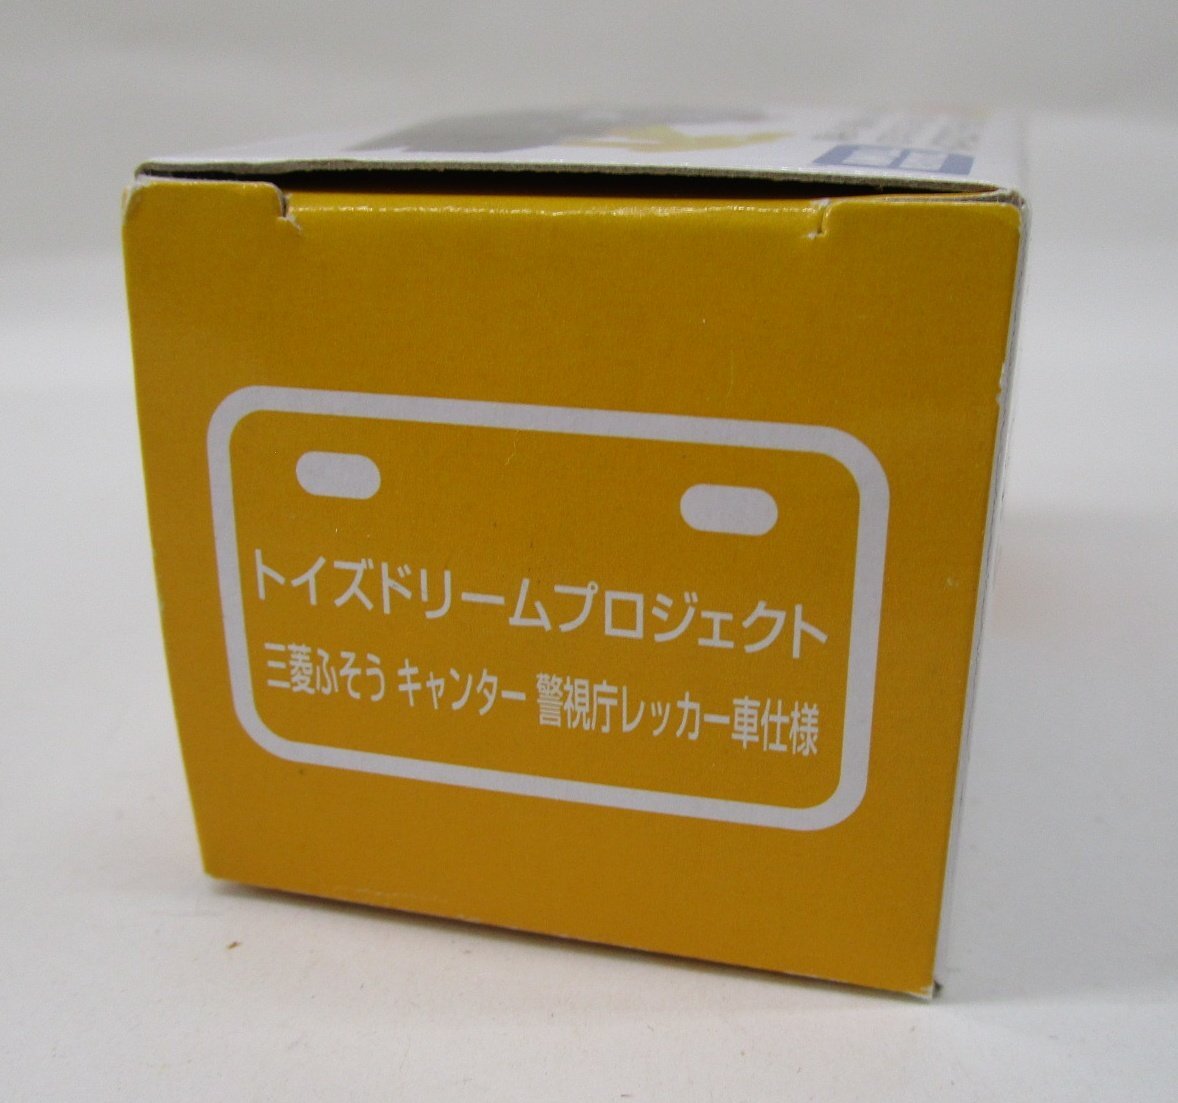 トイズドリームプロジェクト
三菱ふそう キャンター 警視庁レッカー車仕様